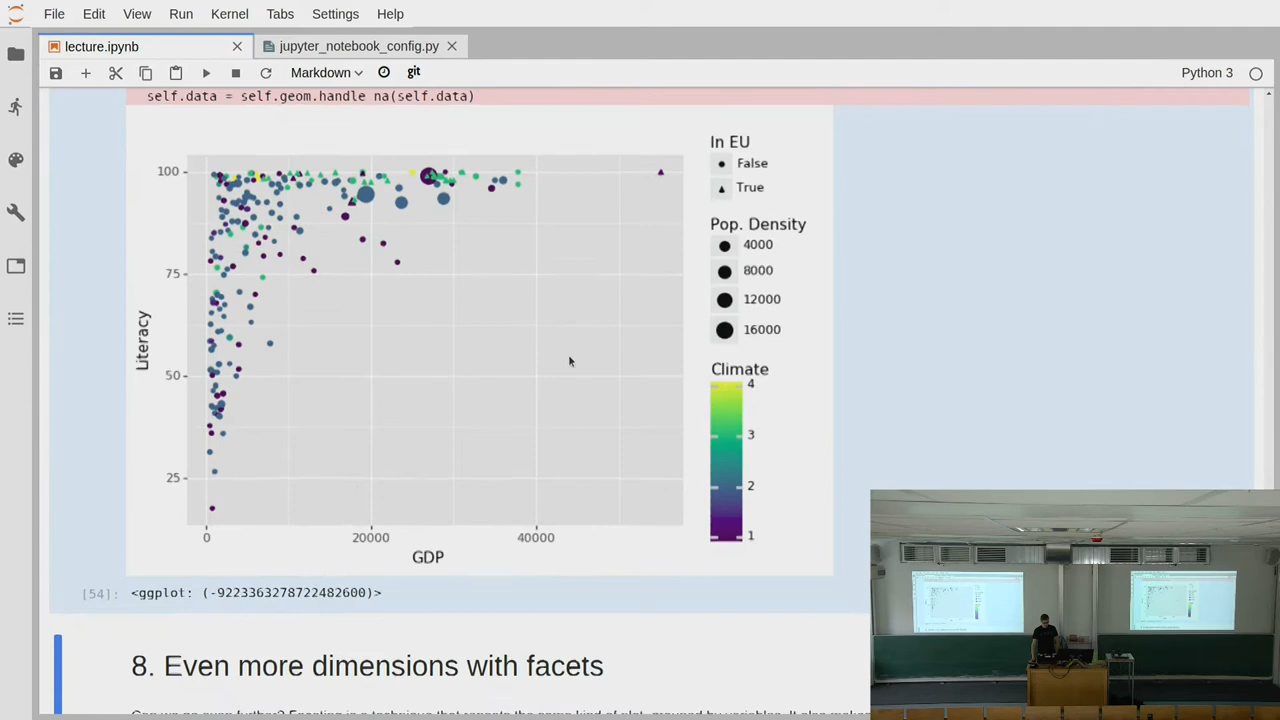 File Edit View Run Kernel Tabs Settings Help
lecture.ipynb jupyter_notebook_config.py
Markdown git Python 3
self.data = self.geom.handle_na(self.data)
In EU
False
True
Pop. Density
4000
8000
12000
16000
Climate
4
3
2
1
100
75
50
25
Literacy
0 20000 40000
GDP
[54]: <ggplot: (-9223363278722482600)>
8. Even more dimensions with facets